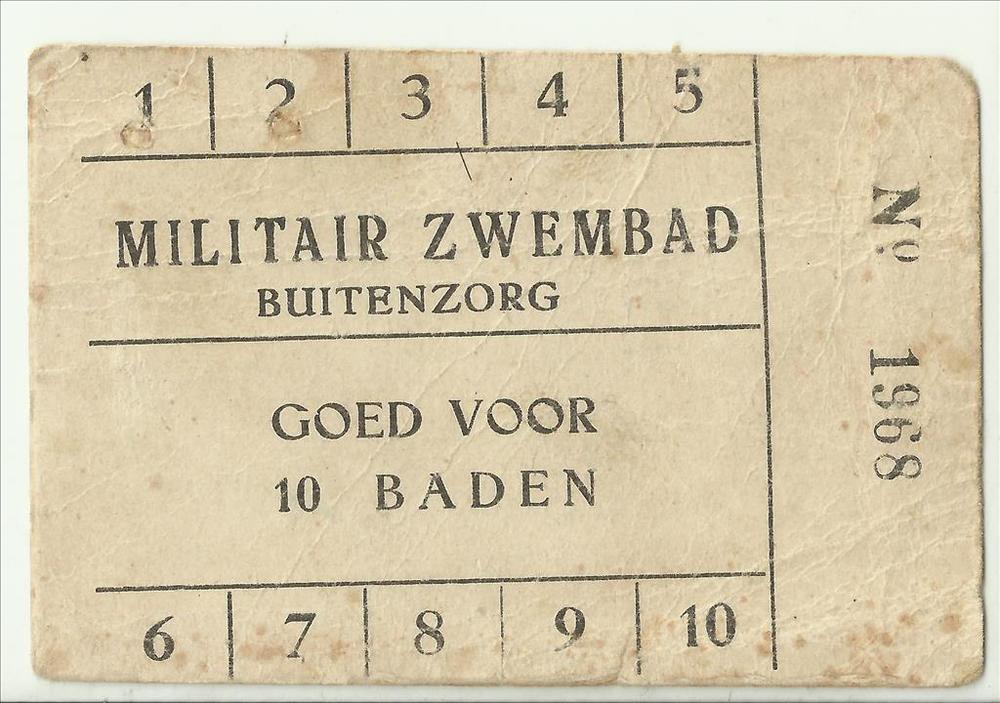 1 2 3 4 5
MILITAIR ZWEMBAD
BUITENZORG
GOED VOOR
10 BADEN
6 7 8 9 10
Nº 1968